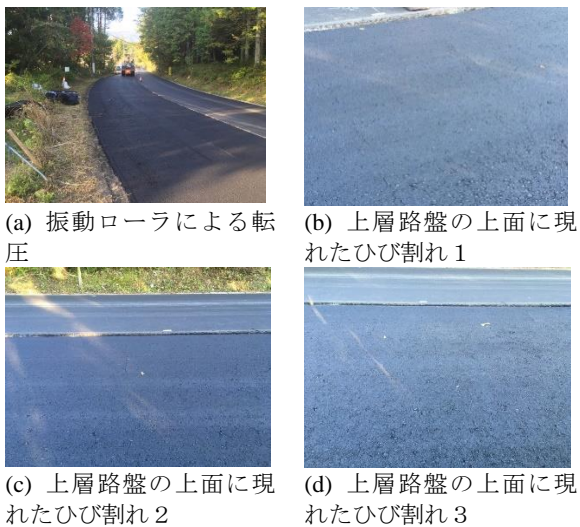 (a) 振動ローラによる転
圧
(b) 上層路盤の上面に現
れたひび割れ1
(c) 上層路盤の上面に現
れたひび割れ2
(d) 上層路盤の上面に現
れたひび割れ3